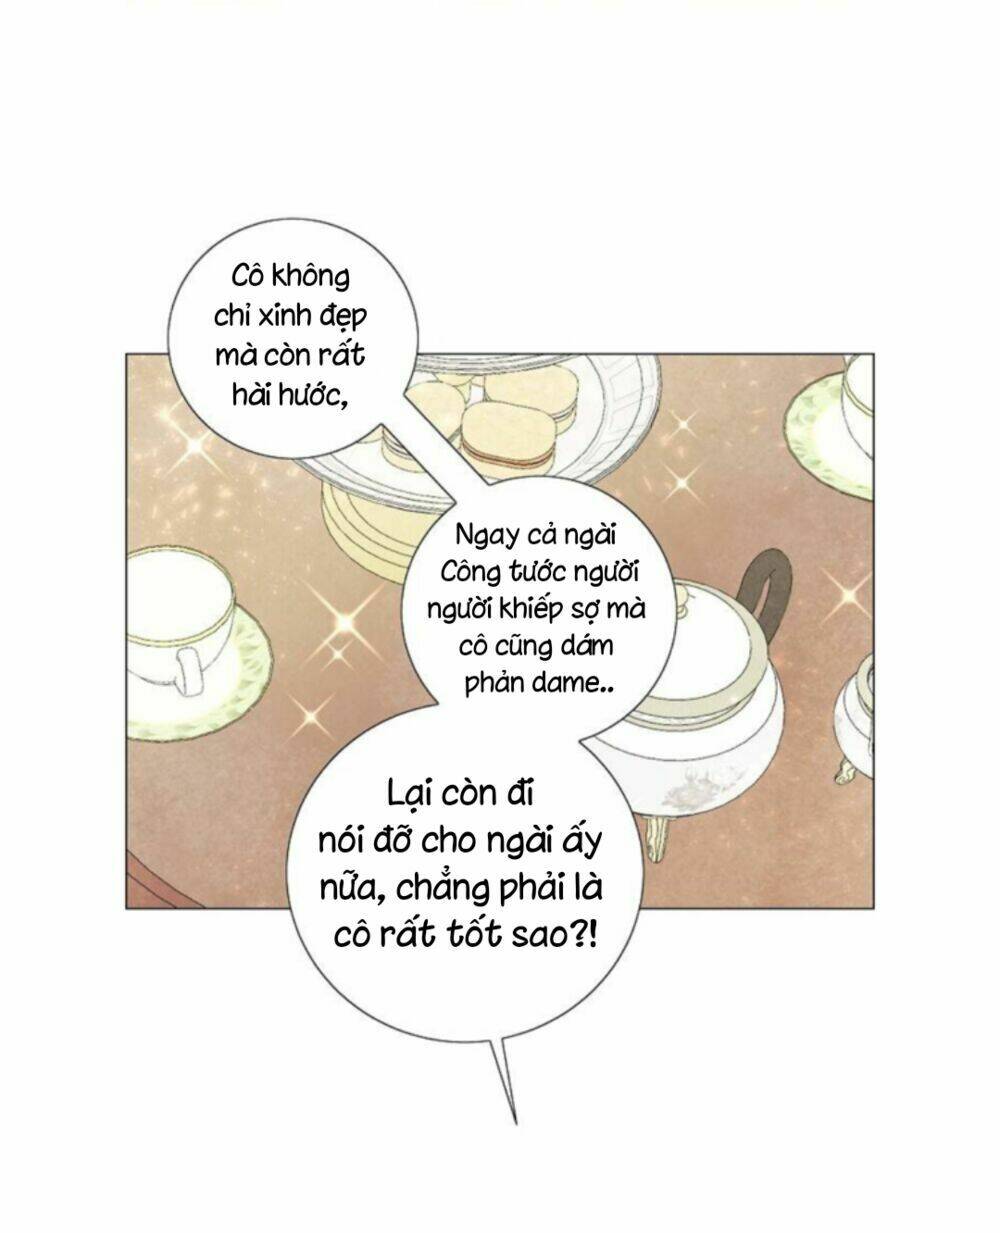 Cô không
chỉ xinh đẹp
mà còn rất
hài hước,
Ngay cả ngài
Công tước người
người khiếp sợ mà
cô cũng dám
phản dame..
Lại còn đi
nói đỡ cho ngài ấy
nữa, chẳng phải là
cô rất tốt sao?!